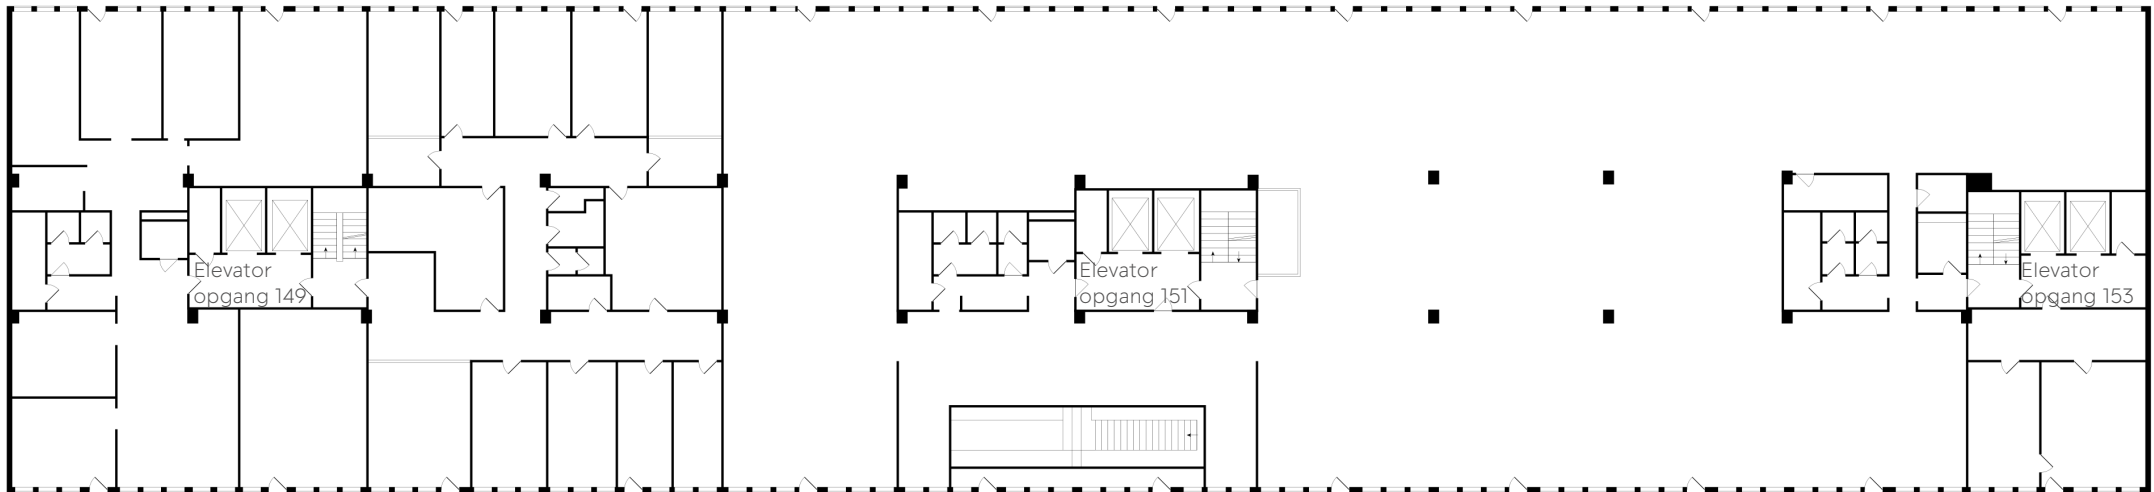 Elevator
opgang 149
Elevator
opgang 151
Elevator
opgang 153